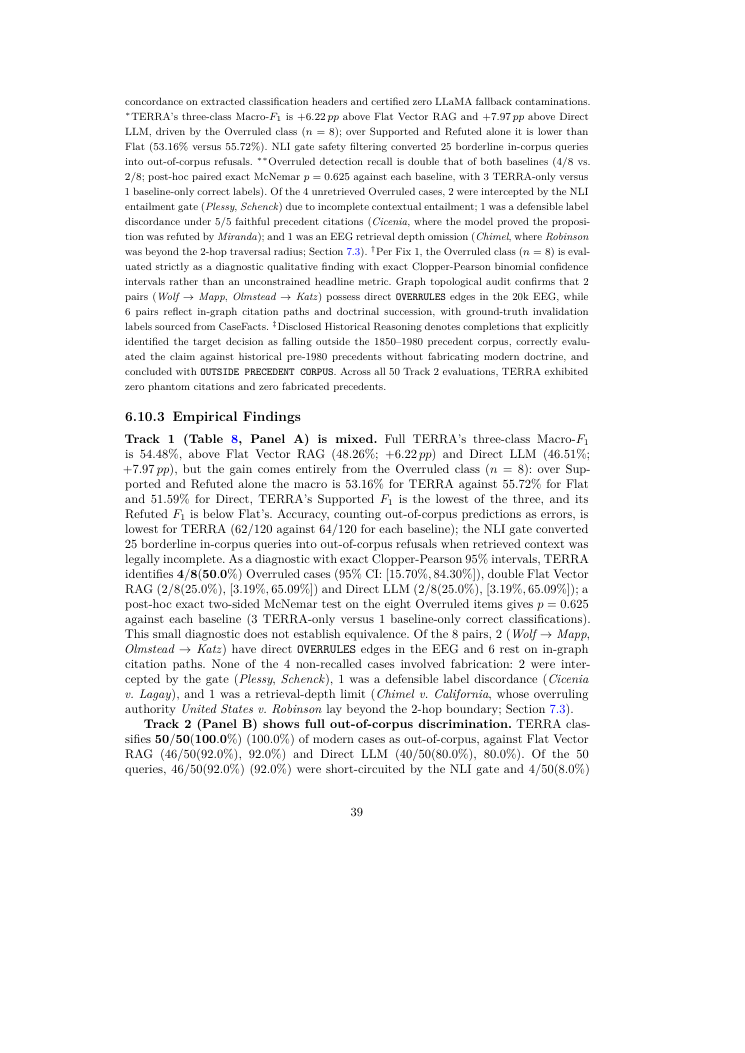 concordance on extracted classification headers and certified zero LLaMA fallback contaminations.
*TERRA's three-class Macro-F1 is +6.22 pp above Flat Vector RAG and +7.97 pp above Direct
LLM, driven by the Overruled class (n = 8); over Supported and Refuted alone it is lower than
Flat (53.16% versus 55.72%). NLI gate safety filtering converted 25 borderline in-corpus queries
into out-of-corpus refusals. **Overruled detection recall is double that of both baselines (4/8 vs.
2/8; post-hoc paired exact McNemar p = 0.625 against each baseline, with 3 TERRA-only versus
1 baseline-only correct labels). Of the 4 unretrieved Overruled cases, 2 were intercepted by the NLI
entailment gate (Plessy, Schenck) due to incomplete contextual entailment; 1 was a defensible label
discordance under 5/5 faithful precedent citations (Cicenia, where the model proved the proposi-
tion was refuted by Miranda); and 1 was an EEG retrieval depth omission (Chimel, where Robinson
was beyond the 2-hop traversal radius; Section 7.3). †Per Fix 1, the Overruled class (n = 8) is eval-
uated strictly as a diagnostic qualitative finding with exact Clopper-Pearson binomial confidence
intervals rather than an unconstrained headline metric. Graph topological audit confirms that 2
pairs (Wolf → Mapp, Olmstead → Katz) possess direct OVERRULES edges in the 20k EEG, while
6 pairs reflect in-graph citation paths and doctrinal succession, with ground-truth invalidation
labels sourced from CaseFacts. ‡Disclosed Historical Reasoning denotes completions that explicitly
identified the target decision as falling outside the 1850–1980 precedent corpus, correctly evalu-
ated the claim against historical pre-1980 precedents without fabricating modern doctrine, and
concluded with OUTSIDE PRECEDENT CORPUS. Across all 50 Track 2 evaluations, TERRA exhibited
zero phantom citations and zero fabricated precedents.
6.10.3 Empirical Findings
Track 1 (Table 8, Panel A) is mixed. Full TERRA's three-class Macro-F1
is 54.48%, above Flat Vector RAG (48.26%; +6.22 pp) and Direct LLM (46.51%;
+7.97 pp), but the gain comes entirely from the Overruled class (n = 8): over Sup-
ported and Refuted alone the macro is 53.16% for TERRA against 55.72% for Flat
and 51.59% for Direct, TERRA's Supported F1 is the lowest of the three, and its
Refuted F1 is below Flat's. Accuracy, counting out-of-corpus predictions as errors, is
lowest for TERRA (62/120 against 64/120 for each baseline); the NLI gate converted
25 borderline in-corpus queries into out-of-corpus refusals when retrieved context was
legally incomplete. As a diagnostic with exact Clopper-Pearson 95% intervals, TERRA
identifies 4/8(50.0%) Overruled cases (95% CI: [15.70%, 84.30%]), double Flat Vector
RAG (2/8(25.0%), [3.19%, 65.09%]) and Direct LLM (2/8(25.0%), [3.19%, 65.09%]); a
post-hoc exact two-sided McNemar test on the eight Overruled items gives p = 0.625
against each baseline (3 TERRA-only versus 1 baseline-only correct classifications).
This small diagnostic does not establish equivalence. Of the 8 pairs, 2 (Wolf → Mapp,
Olmstead → Katz) have direct OVERRULES edges in the EEG and 6 rest on in-graph
citation paths. None of the 4 non-recalled cases involved fabrication: 2 were inter-
cepted by the gate (Plessy, Schenck), 1 was a defensible label discordance (Cicenia
v. Lagay), and 1 was a retrieval-depth limit (Chimel v. California, whose overruling
authority United States v. Robinson lay beyond the 2-hop boundary; Section 7.3).
Track 2 (Panel B) shows full out-of-corpus discrimination. TERRA clas-
sifies 50/50(100.0%) (100.0%) of modern cases as out-of-corpus, against Flat Vector
RAG (46/50(92.0%), 92.0%) and Direct LLM (40/50(80.0%), 80.0%). Of the 50
queries, 46/50(92.0%) (92.0%) were short-circuited by the NLI gate and 4/50(8.0%)
39